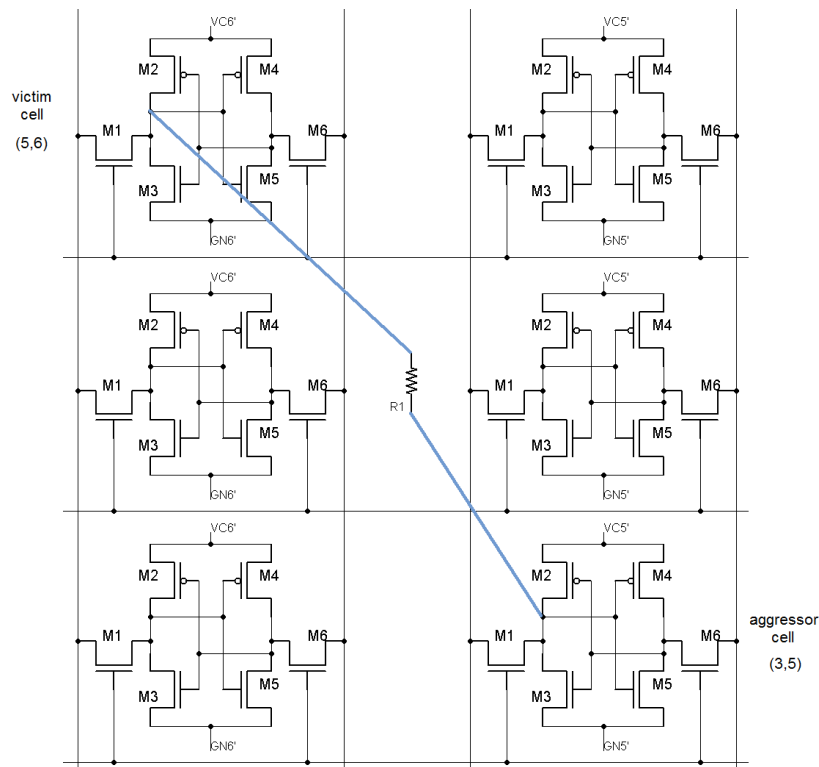 VC6'
VC5'
M2
M4
M2
M4
victim
cell
(5,6)
M1
M6
M1
M6
M3
M5
M3
M5
GN6'
GN5'
VC6'
VC5'
M2
M4
M2
M4
M1
M6
M1
M6
R1
M3
M5
M3
M5
GN6'
GN5'
VC6'
VC5'
M2
M4
M2
M4
M1
M6
M1
M6
aggressor
cell
(3,5)
M3
M5
M3
M5
GN6'
GN5'